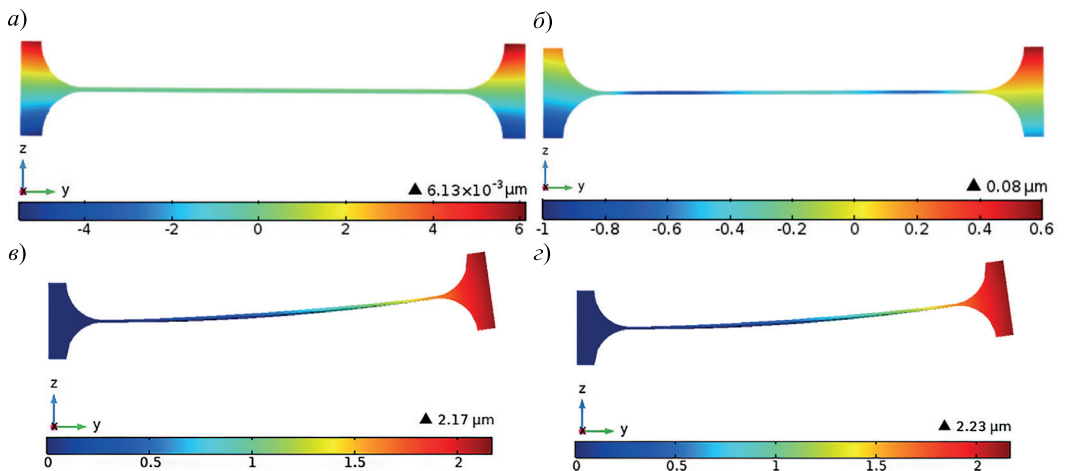 а)
z
y
▲ 6.13×10⁻³ μm
-4 -2 0 2 4 6
б)
z
y
▲ 0.08 μm
-1 -0.8 -0.6 -0.4 -0.2 0 0.2 0.4 0.6
в)
z
y
▲ 2.17 μm
0 0.5 1 1.5 2
г)
z
y
▲ 2.23 μm
0 0.5 1 1.5 2